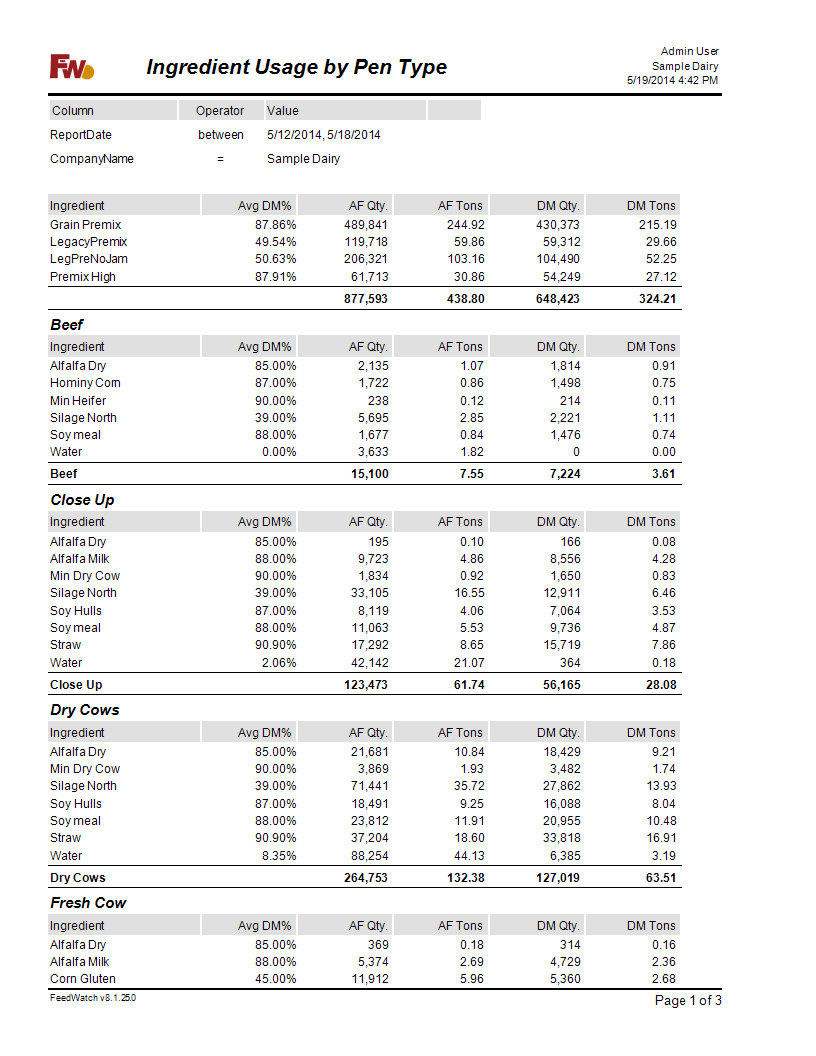 FW
Ingredient Usage by Pen Type
Admin User
Sample Dairy
5/19/2014 4:42 PM
Column Operator Value
ReportDate between 5/12/2014, 5/18/2014
CompanyName = Sample Dairy
Ingredient Avg DM% AF Qty. AF Tons DM Qty. DM Tons
Grain Premix 87.86% 489,841 244.92 430,373 215.19
LegacyPremix 49.54% 119,718 59.86 59,312 29.66
LegPreNoJam 50.63% 206,321 103.16 104,490 52.25
Premix High 87.91% 61,713 30.86 54,249 27.12
877,593 438.80 648,423 324.21
Beef
Ingredient Avg DM% AF Qty. AF Tons DM Qty. DM Tons
Alfalfa Dry 85.00% 2,135 1.07 1,814 0.91
Hominy Corn 87.00% 1,722 0.86 1,498 0.75
Min Heifer 90.00% 238 0.12 214 0.11
Silage North 39.00% 5,695 2.85 2,221 1.11
Soy meal 88.00% 1,677 0.84 1,476 0.74
Water 0.00% 3,633 1.82 0 0.00
Beef 15,100 7.55 7,224 3.61
Close Up
Ingredient Avg DM% AF Qty. AF Tons DM Qty. DM Tons
Alfalfa Dry 85.00% 195 0.10 166 0.08
Alfalfa Milk 88.00% 9,723 4.86 8,556 4.28
Min Dry Cow 90.00% 1,834 0.92 1,650 0.83
Silage North 39.00% 33,105 16.55 12,911 6.46
Soy Hulls 87.00% 8,119 4.06 7,064 3.53
Soy meal 88.00% 11,063 5.53 9,736 4.87
Straw 90.90% 17,292 8.65 15,719 7.86
Water 2.06% 42,142 21.07 364 0.18
Close Up 123,473 61.74 56,165 28.08
Dry Cows
Ingredient Avg DM% AF Qty. AF Tons DM Qty. DM Tons
Alfalfa Dry 85.00% 21,681 10.84 18,429 9.21
Min Dry Cow 90.00% 3,869 1.93 3,482 1.74
Silage North 39.00% 71,441 35.72 27,862 13.93
Soy Hulls 87.00% 18,491 9.25 16,088 8.04
Soy meal 88.00% 23,812 11.91 20,955 10.48
Straw 90.90% 37,204 18.60 33,818 16.91
Water 8.35% 88,254 44.13 6,385 3.19
Dry Cows 264,753 132.38 127,019 63.51
Fresh Cow
Ingredient Avg DM% AF Qty. AF Tons DM Qty. DM Tons
Alfalfa Dry 85.00% 369 0.18 314 0.16
Alfalfa Milk 88.00% 5,374 2.69 4,729 2.36
Corn Gluten 45.00% 11,912 5.96 5,360 2.68
FeedWatch v8.1.25.0
Page 1 of 3